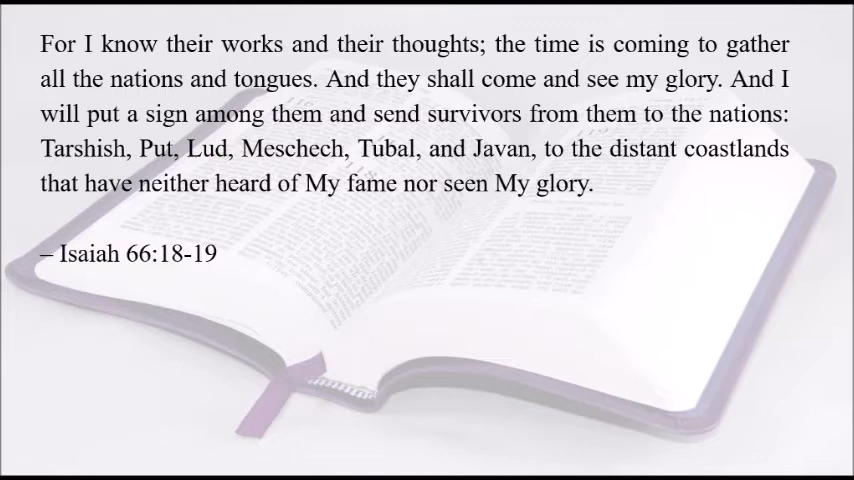 For I know their works and their thoughts; the time is coming to gather
all the nations and tongues. And they shall come and see my glory. And I
will put a sign among them and send survivors from them to the nations:
Tarshish, Put, Lud, Meschech, Tubal, and Javan, to the distant coastlands
that have neither heard of My fame nor seen My glory.
– Isaiah 66:18-19